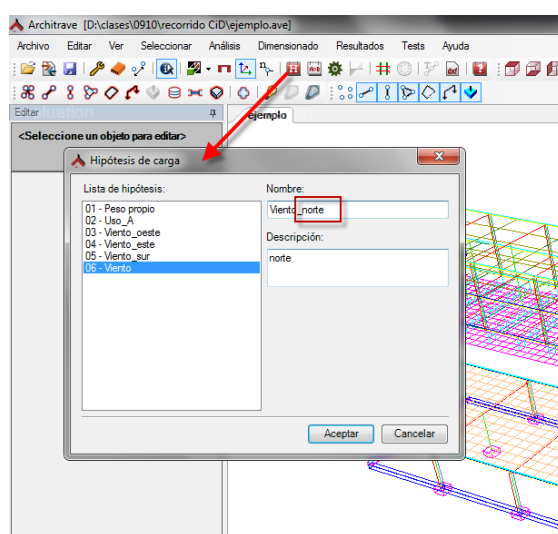 Architrave [D:\clases\0910\recorrido CiD\ejemplo.ave]
Archivo Editar Ver Seleccionar Análisis Dimensionado Resultados Tests Ayuda
Editar
ejemplo
<Seleccione un objeto para editar>
Hipótesis de carga
Lista de hipótesis:
01 - Peso propio
02 - Uso_A
03 - Viento_oeste
04 - Viento_este
05 - Viento_sur
06 - Viento
Nombre:
Viento_norte
Descripción:
norte
Aceptar Cancelar